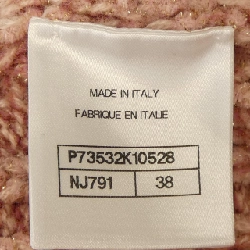 MADE IN ITALY
FABRIQUE EN ITALIE
P73532K10528
NJ791 38